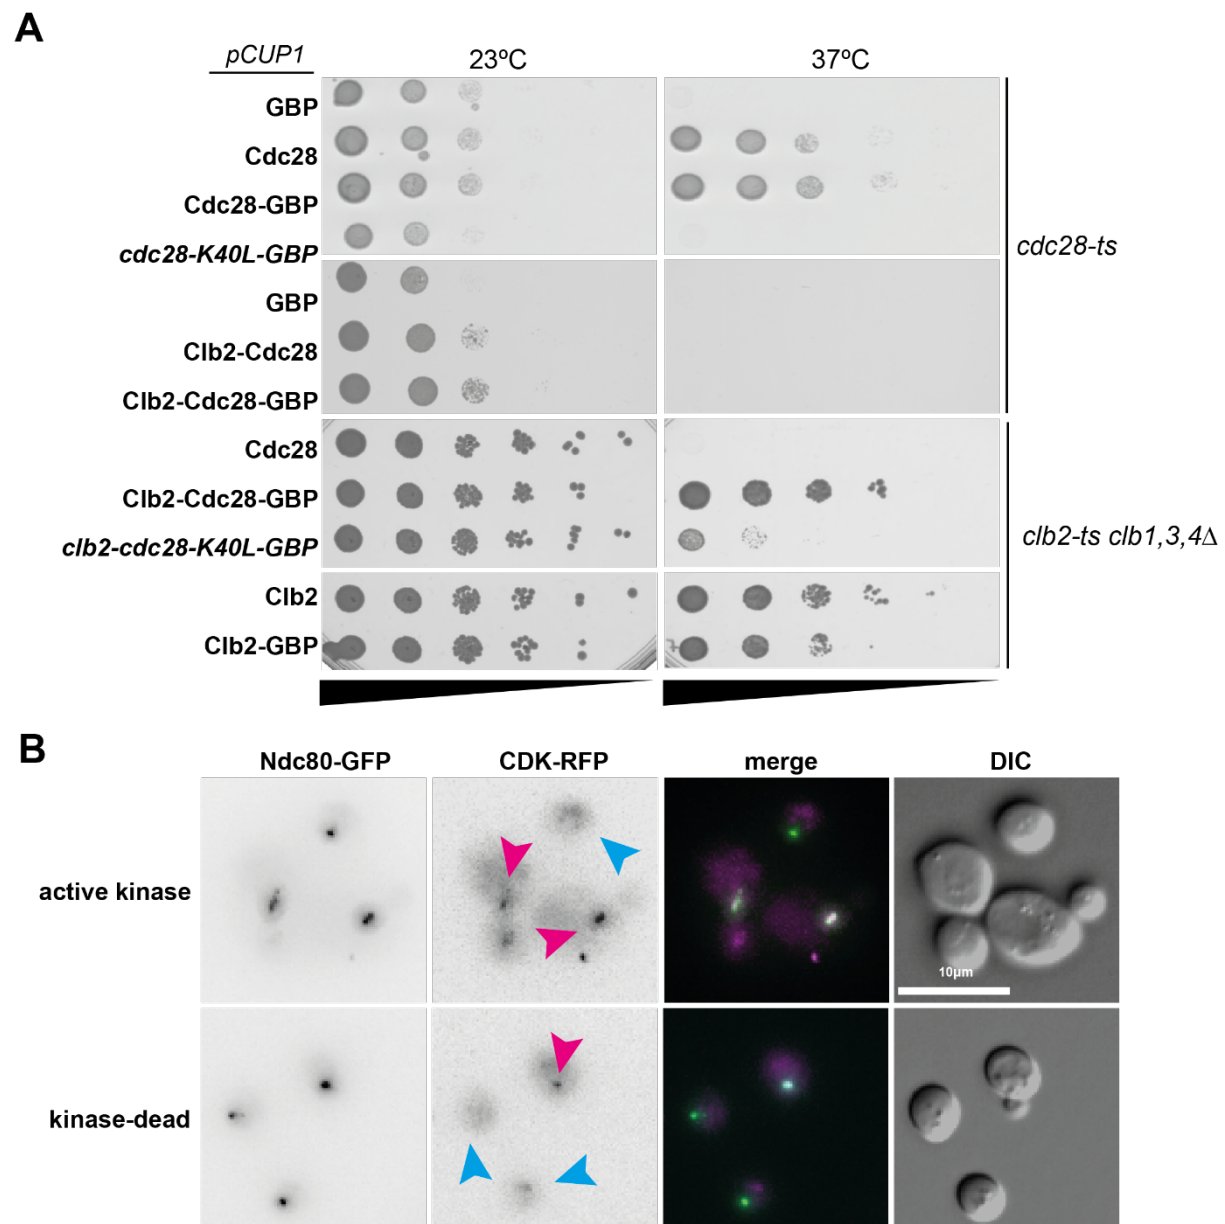 A
pCUP1 23ºC 37ºC
GBP
Cdc28
Cdc28-GBP
cdc28-K40L-GBP
cdc28-ts
GBP
Clb2-Cdc28
Clb2-Cdc28-GBP
Cdc28
Clb2-Cdc28-GBP
clb2-cdc28-K40L-GBP
clb2-ts clb1,3,4Δ
Clb2
Clb2-GBP
B
Ndc80-GFP CDK-RFP merge DIC
active kinase
10µm
kinase-dead